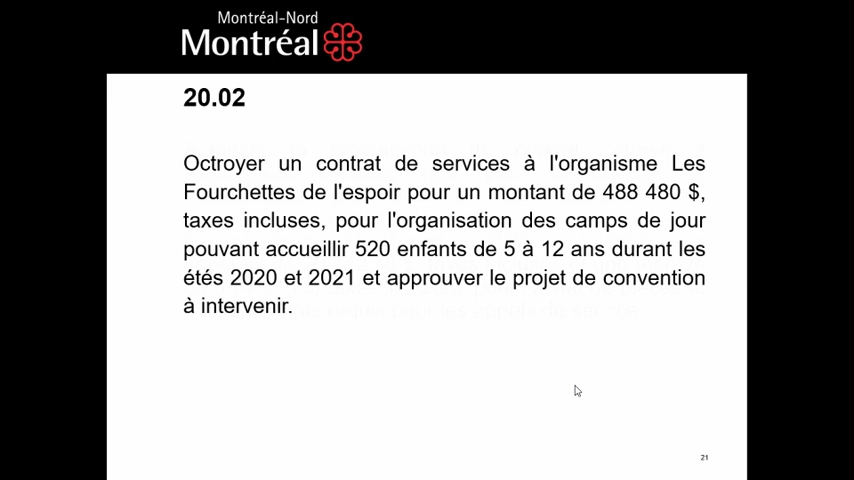 Montréal-Nord
Montréal
20.02
Octroyer un contrat de services à l'organisme Les
Fourchettes de l'espoir pour un montant de 488 480 $,
taxes incluses, pour l'organisation des camps de jour
pouvant accueillir 520 enfants de 5 à 12 ans durant les
étés 2020 et 2021 et approuver le projet de convention
à intervenir.
21